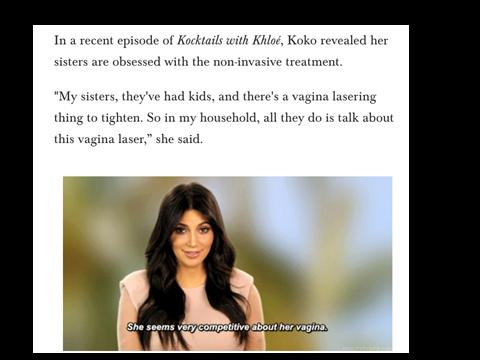 In a recent episode of Kocktails with Khloé, Koko revealed her
sisters are obsessed with the non-invasive treatment.
"My sisters, they've had kids, and there's a vagina lasering
thing to tighten. So in my household, all they do is talk about
this vagina laser,” she said.
She seems very competitive about her vagina.